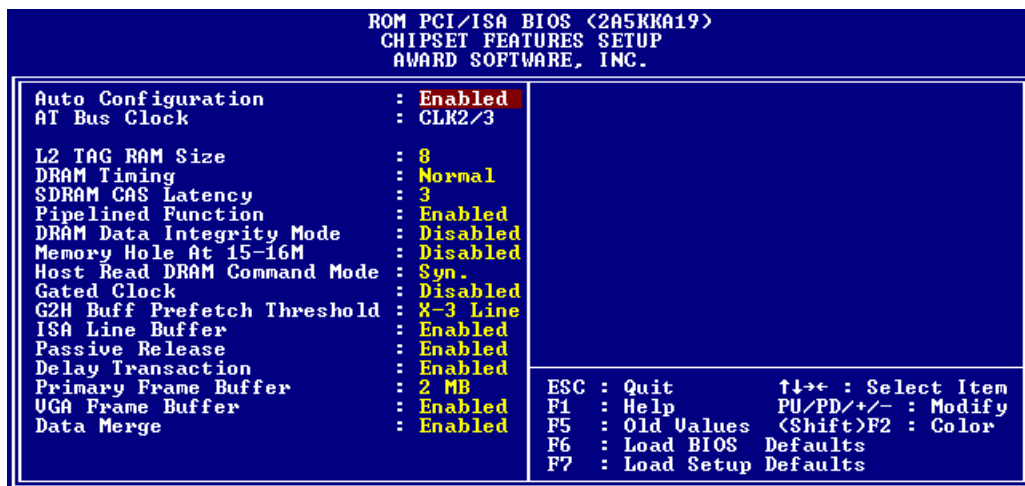 ROM PCI/ISA BIOS (2A5KKA19)
CHIPSET FEATURES SETUP
AWARD SOFTWARE, INC.
Auto Configuration : Enabled
AT Bus Clock : CLK2/3
L2 TAG RAM Size : 8
DRAM Timing : Normal
SDRAM CAS Latency : 3
Pipelined Function : Enabled
DRAM Data Integrity Mode : Disabled
Memory Hole At 15-16M : Disabled
Host Read DRAM Command Mode : Syn.
Gated Clock : Disabled
G2H Buff Prefetch Threshold : X-3 Line
ISA Line Buffer : Enabled
Passive Release : Enabled
Delay Transaction : Enabled
Primary Frame Buffer : 2 MB
VGA Frame Buffer : Enabled
Data Merge : Enabled
ESC : Quit ↑↓→← : Select Item
F1 : Help PU/PD/+/- : Modify
F5 : Old Values (Shift)F2 : Color
F6 : Load BIOS Defaults
F7 : Load Setup Defaults